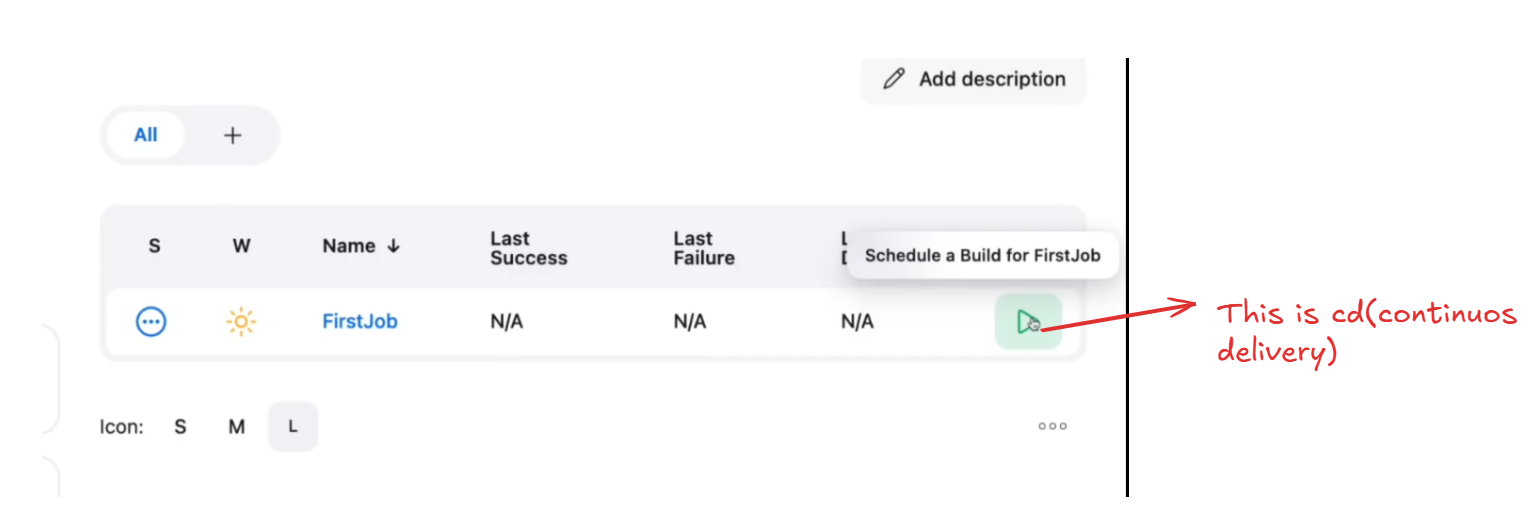 Add description
All +
S W Name ↓ Last Success Last Failure L D
Schedule a Build for FirstJob
FirstJob N/A N/A N/A
This is cd(continuos
delivery)
Icon: S M L